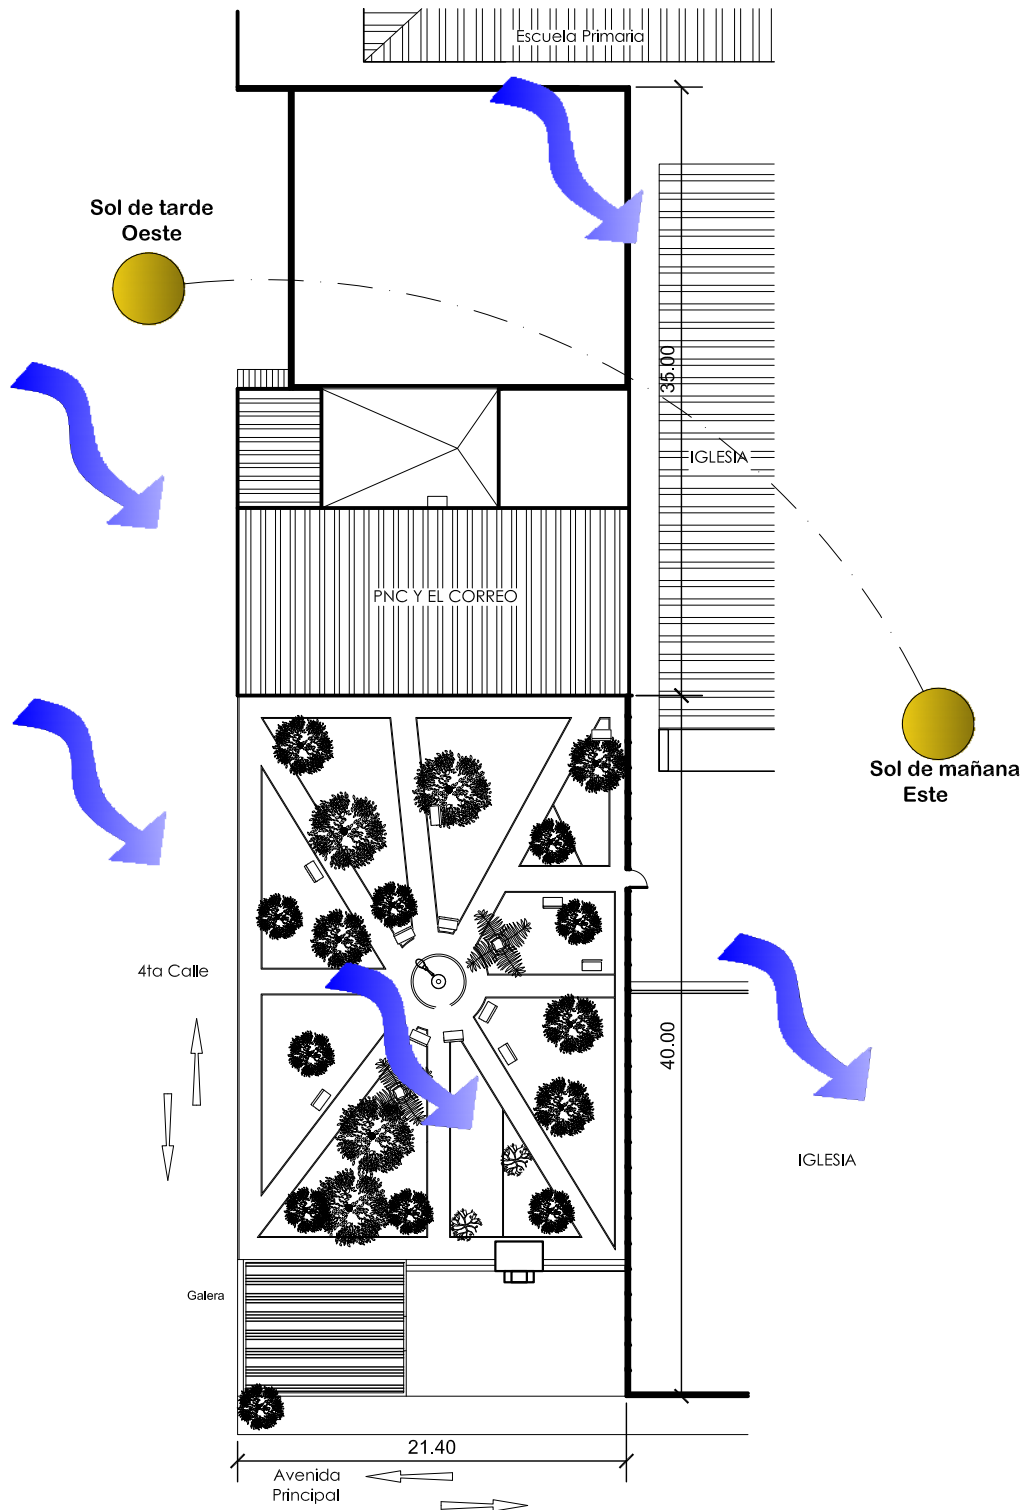 Escuela Primaria
Sol de tarde
Oeste
35.00
IGLESIA
PNC Y EL CORREO
Sol de mañana
Este
4ta Calle
40.00
IGLESIA
Galera
21.40
Avenida
Principal